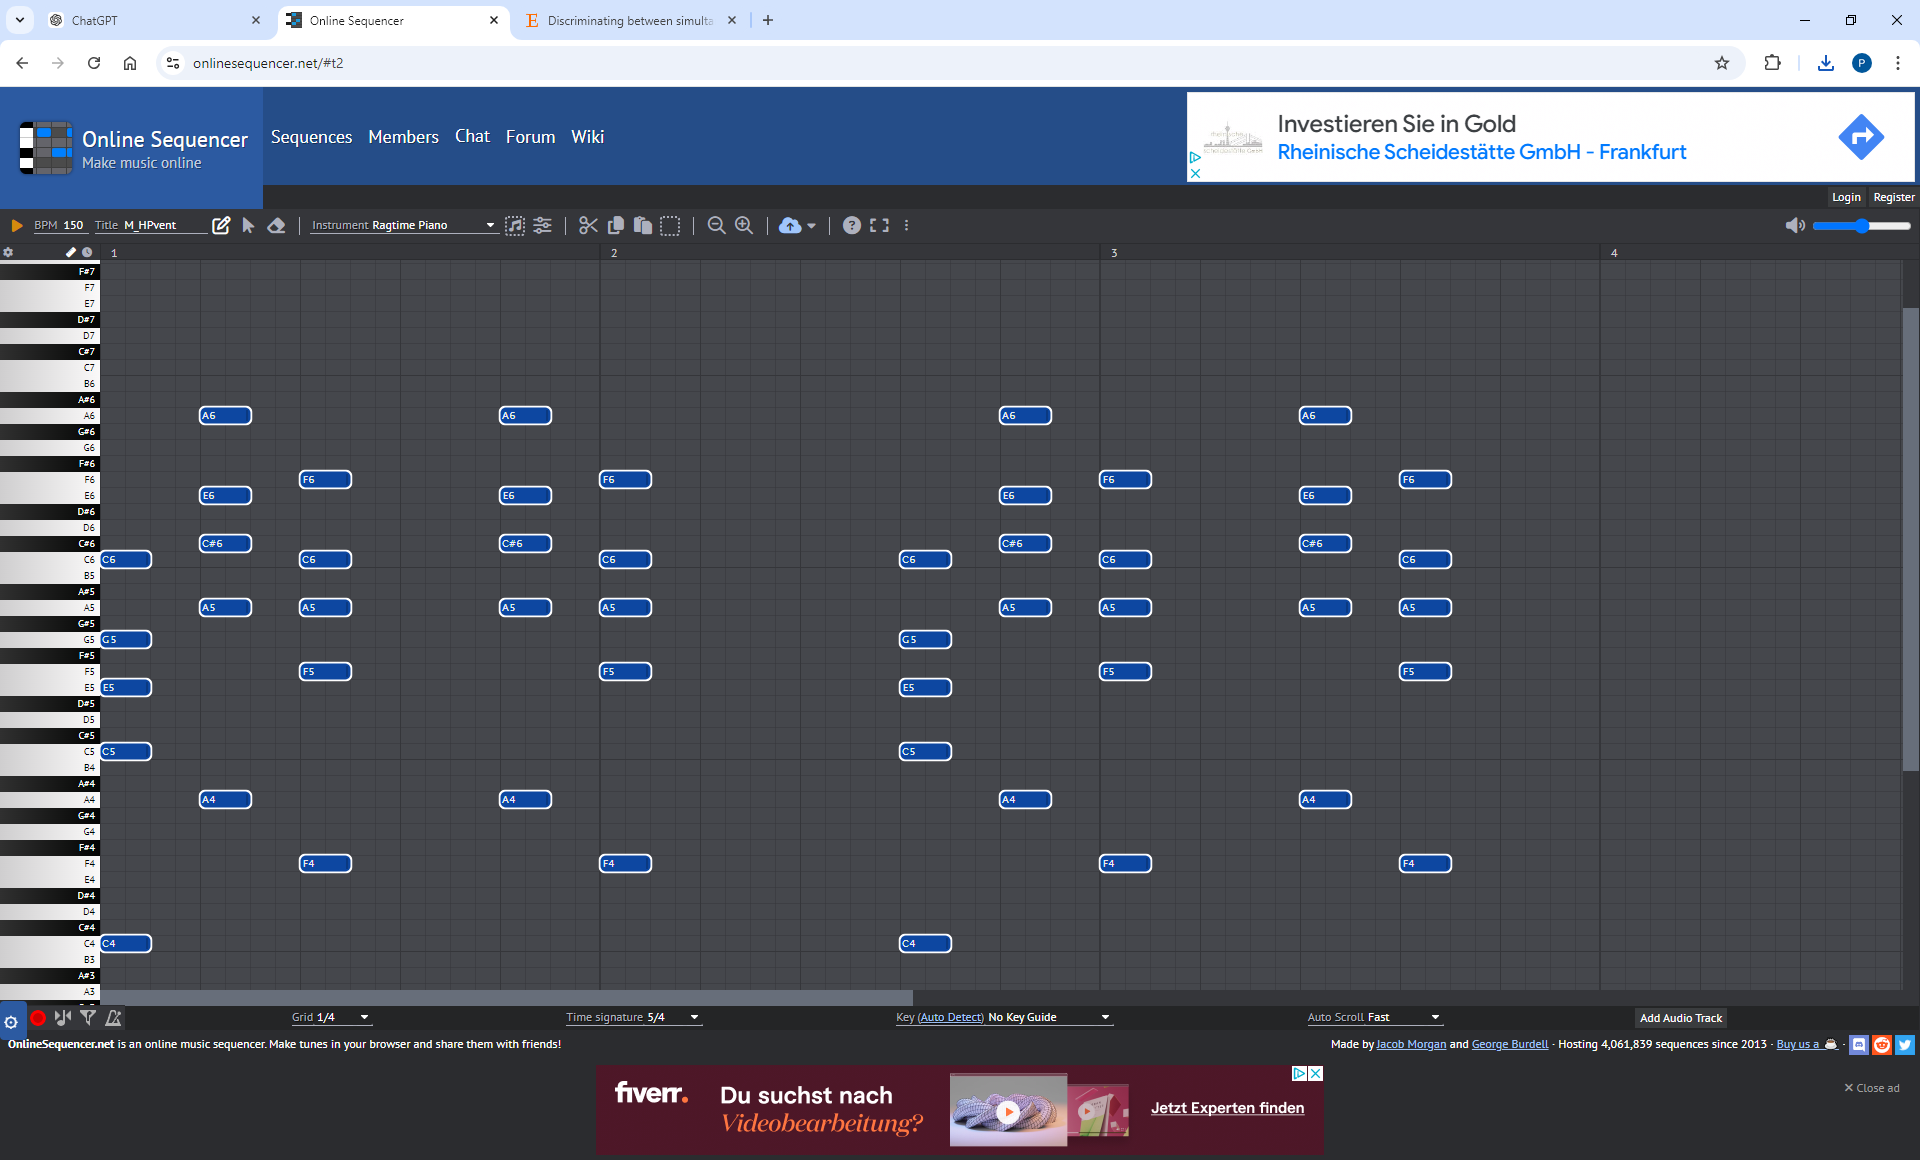 ChatGPT
Online Sequencer
Discriminating between simulta
onlinesequencer.net/#t2
P
Online Sequencer
Make music online
Sequences Members Chat Forum Wiki
Investieren Sie in Gold
Rheinische Scheidestätte GmbH - Frankfurt
Login Register
BPM 150 Title M_HPvent Instrument Ragtime Piano
1 2 3 4
F#7
F7
E7
D#7
D7
C#7
C7
B6
A#6
A6 A6 A6 A6 A6
G#6
G6
F#6
F6 F6 F6 F6 F6
E6 E6 E6 E6 E6
D#6
D6
C#6 C#6 C#6 C#6 C#6
C6 C6 C6 C6 C6 C6 C6
B5
A#5
A5 A5 A5 A5 A5 A5 A5 A5 A5
G#5
G5 G5 G5
F#5
F5 F5 F5 F5 F5
E5 E5 E5
D#5
D5
C#5
C5 C5 C5
B4
A#4
A4 A4 A4 A4 A4
G#4
G4
F#4
F4 F4 F4 F4 F4
E4
D#4
D4
C#4
C4 C4 C4
B3
A#3
A3
Grid 1/4 Time signature 5/4 Key (Auto Detect) No Key Guide Auto Scroll Fast Add Audio Track
OnlineSequencer.net is an online music sequencer. Make tunes in your browser and share them with friends!
Made by Jacob Morgan and George Burdell · Hosting 4,061,839 sequences since 2013 · Buy us a ·
fiverr.
Du suchst nach
Videobearbeitung?
Jetzt Experten finden
Close ad